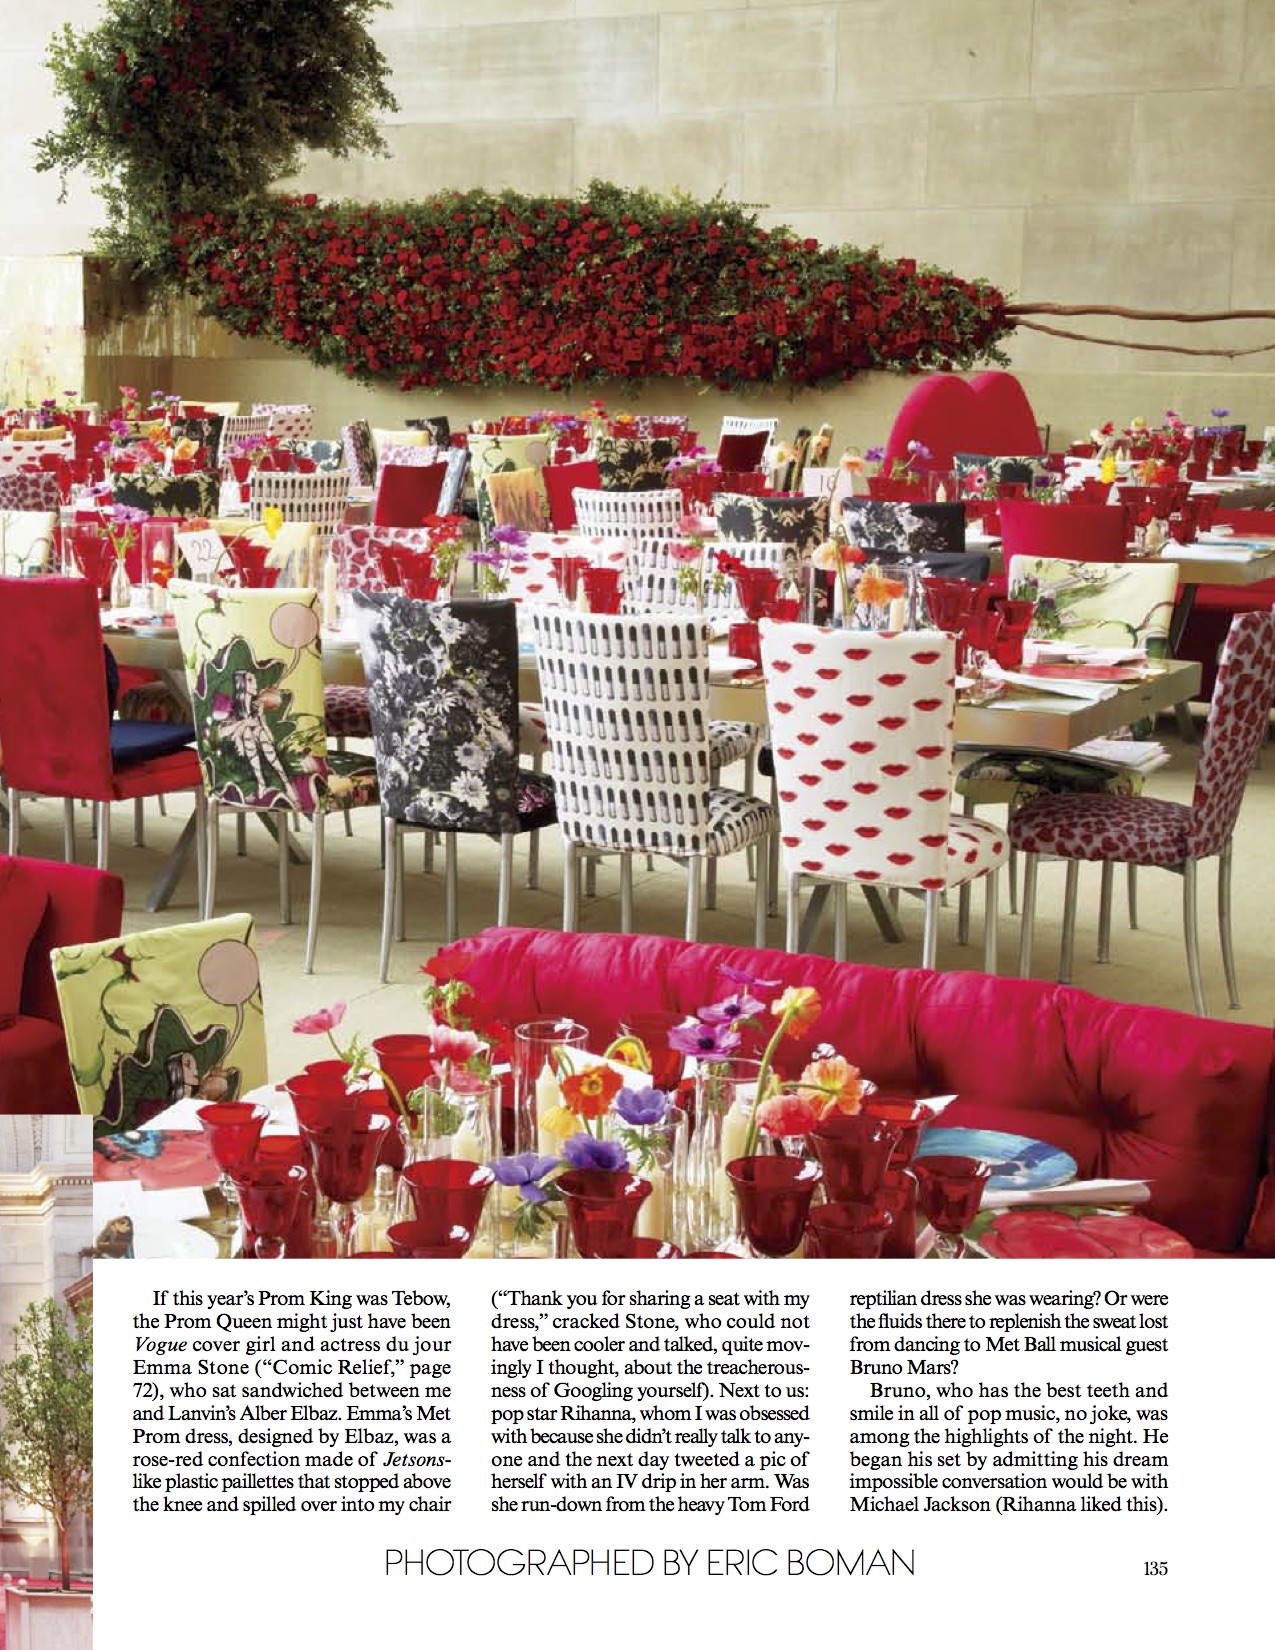 22
16
If this year's Prom King was Tebow,
the Prom Queen might just have been
Vogue cover girl and actress du jour
Emma Stone (“Comic Relief,” page
72), who sat sandwiched between me
and Lanvin's Alber Elbaz. Emma's Met
Prom dress, designed by Elbaz, was a
rose-red confection made of Jetsons-
like plastic paillettes that stopped above
the knee and spilled over into my chair
(“Thank you for sharing a seat with my
dress,” cracked Stone, who could not
have been cooler and talked, quite mov-
ingly I thought, about the treacherous-
ness of Googling yourself). Next to us:
pop star Rihanna, whom I was obsessed
with because she didn't really talk to any-
one and the next day tweeted a pic of
herself with an IV drip in her arm. Was
she run-down from the heavy Tom Ford
reptilian dress she was wearing? Or were
the fluids there to replenish the sweat lost
from dancing to Met Ball musical guest
Bruno Mars?
Bruno, who has the best teeth and
smile in all of pop music, no joke, was
among the highlights of the night. He
began his set by admitting his dream
impossible conversation would be with
Michael Jackson (Rihanna liked this).
PHOTOGRAPHED BY ERIC BOMAN
135